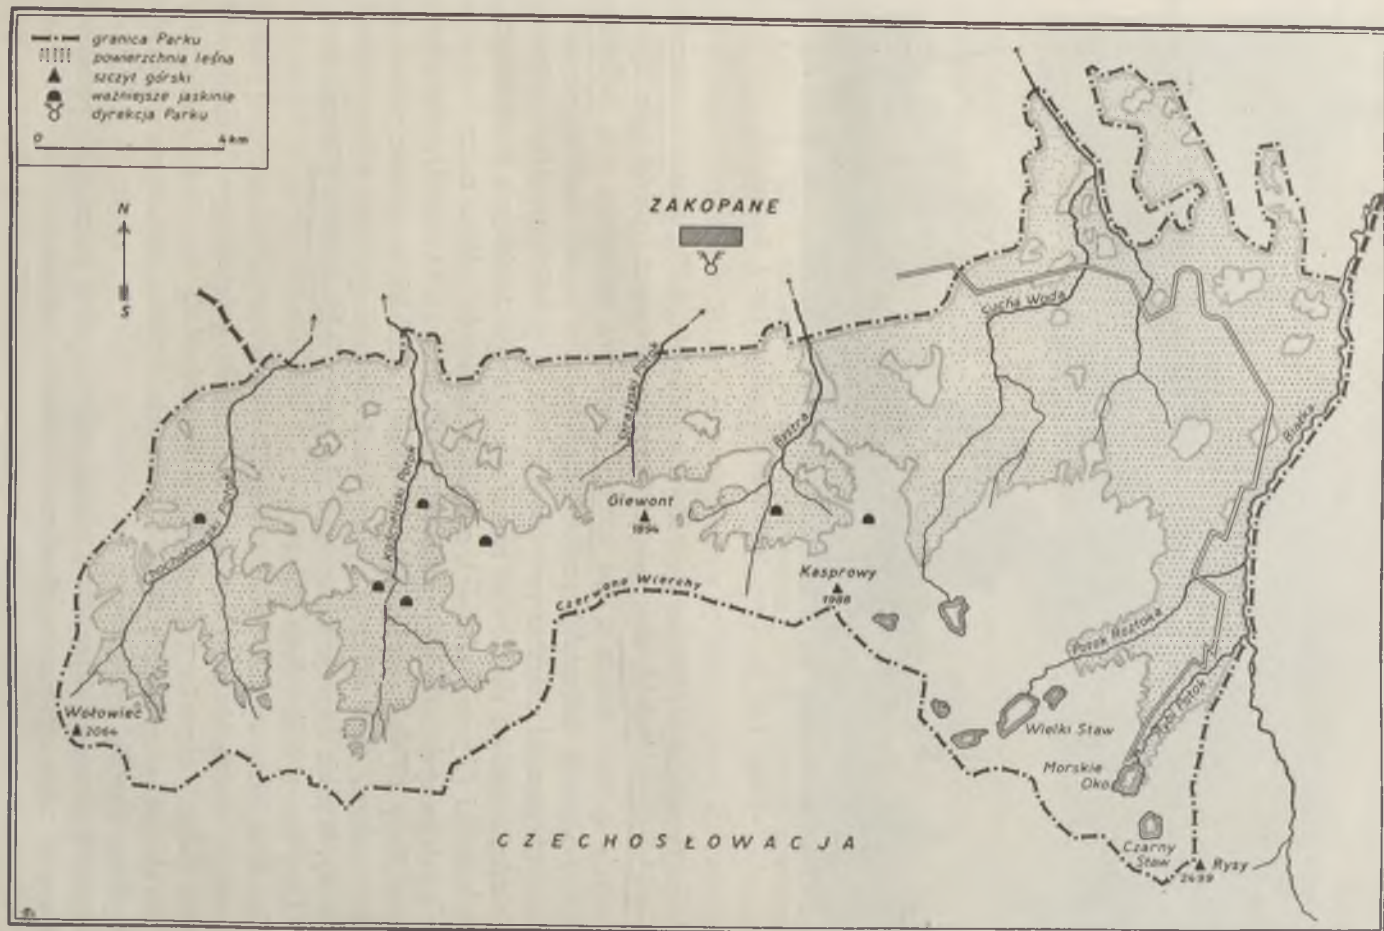 granica Parku
powierzchnia leśna
szczyt górski
ważniejsze jaskinie
dyrekcja Parku
0 4 km
N
S
ZAKOPANE
Sucha Woda
Strążyski Potok
Bystra
Białka
Chochołowski Potok
Kościeliski Potok
Giewont
1894
Kasprowy
1988
Czerwone Wierchy
Potok Roztoka
Rybi Potok
Wołowiec
2064
Wielki Staw
Morskie
Oko
Czarny
Staw
Rysy
2499
CZECHOSŁOWACJA